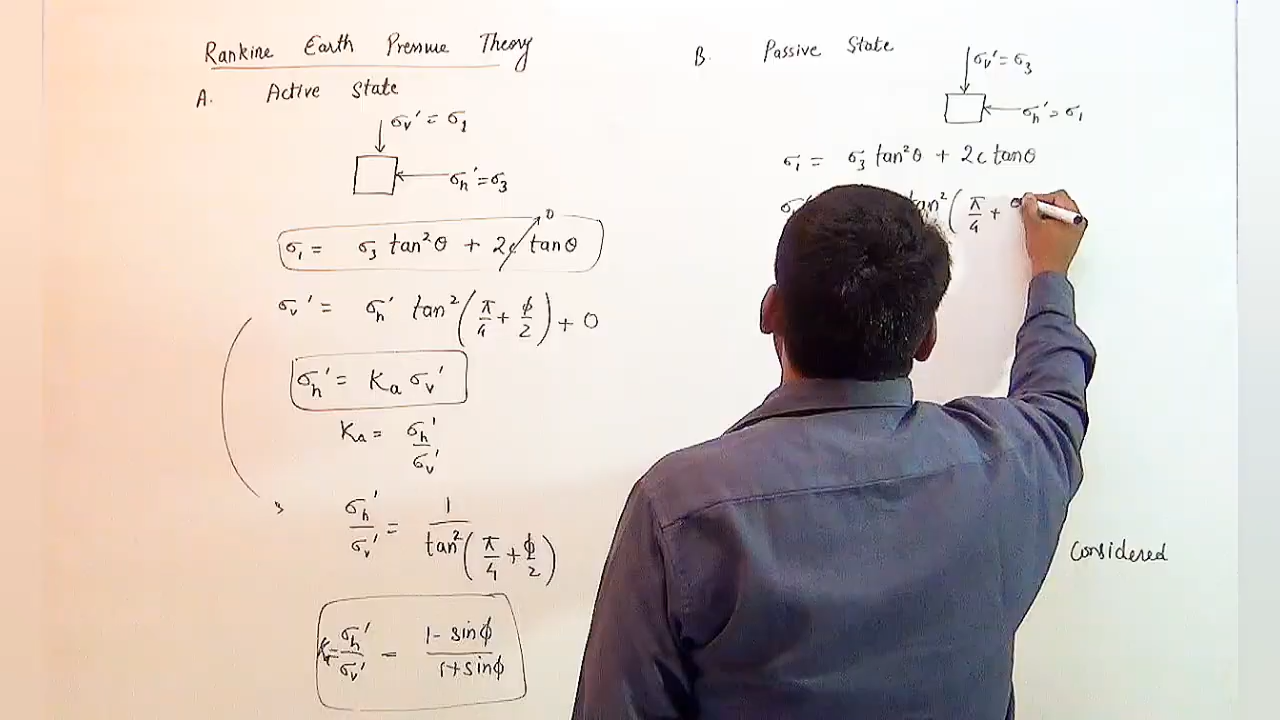 Rankine Earth Pressure Theory
A. Active State
σv' = σ1
σh' = σ3
σ1 = σ3 tan²θ + 2c tanθ
0
σv' = σh' tan² (π/4 + ϕ/2) + 0
σh' = Ka σv'
Ka = σh'/σv'
σh'/σv' = 1/tan² (π/4 + ϕ/2)
σh'/σv' = 1 - sinϕ/1 + sinϕ
B. Passive State
σv' = σ3
σh' = σ1
σ1 = σ3 tan²θ + 2c tanθ
tan² (π/4 +
Considered